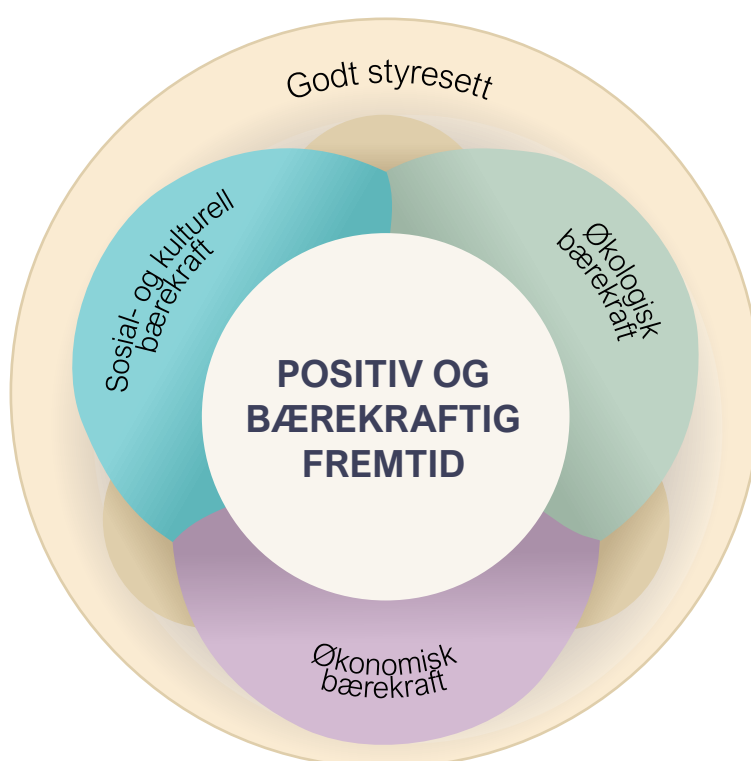 Godt styresett
Sosial- og kulturell
bærekraft
Økologisk
bærekraft
POSITIV OG
BÆREKRAFTIG
FREMTID
Økonomisk
bærekraft